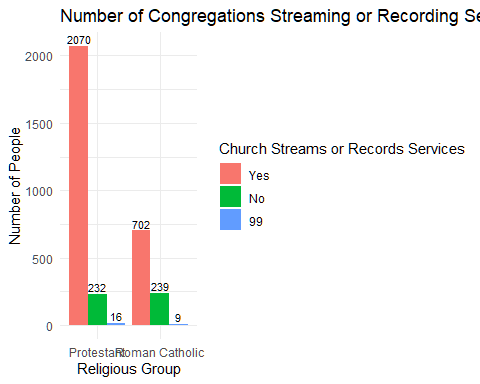 Number of Congregations Streaming or Recording Se
2070
2000
1500
Number of People
1000
500
0
702
232
239
16
9
Church Streams or Records Services
Yes
No
99
Protestant
Roman Catholic
Religious Group